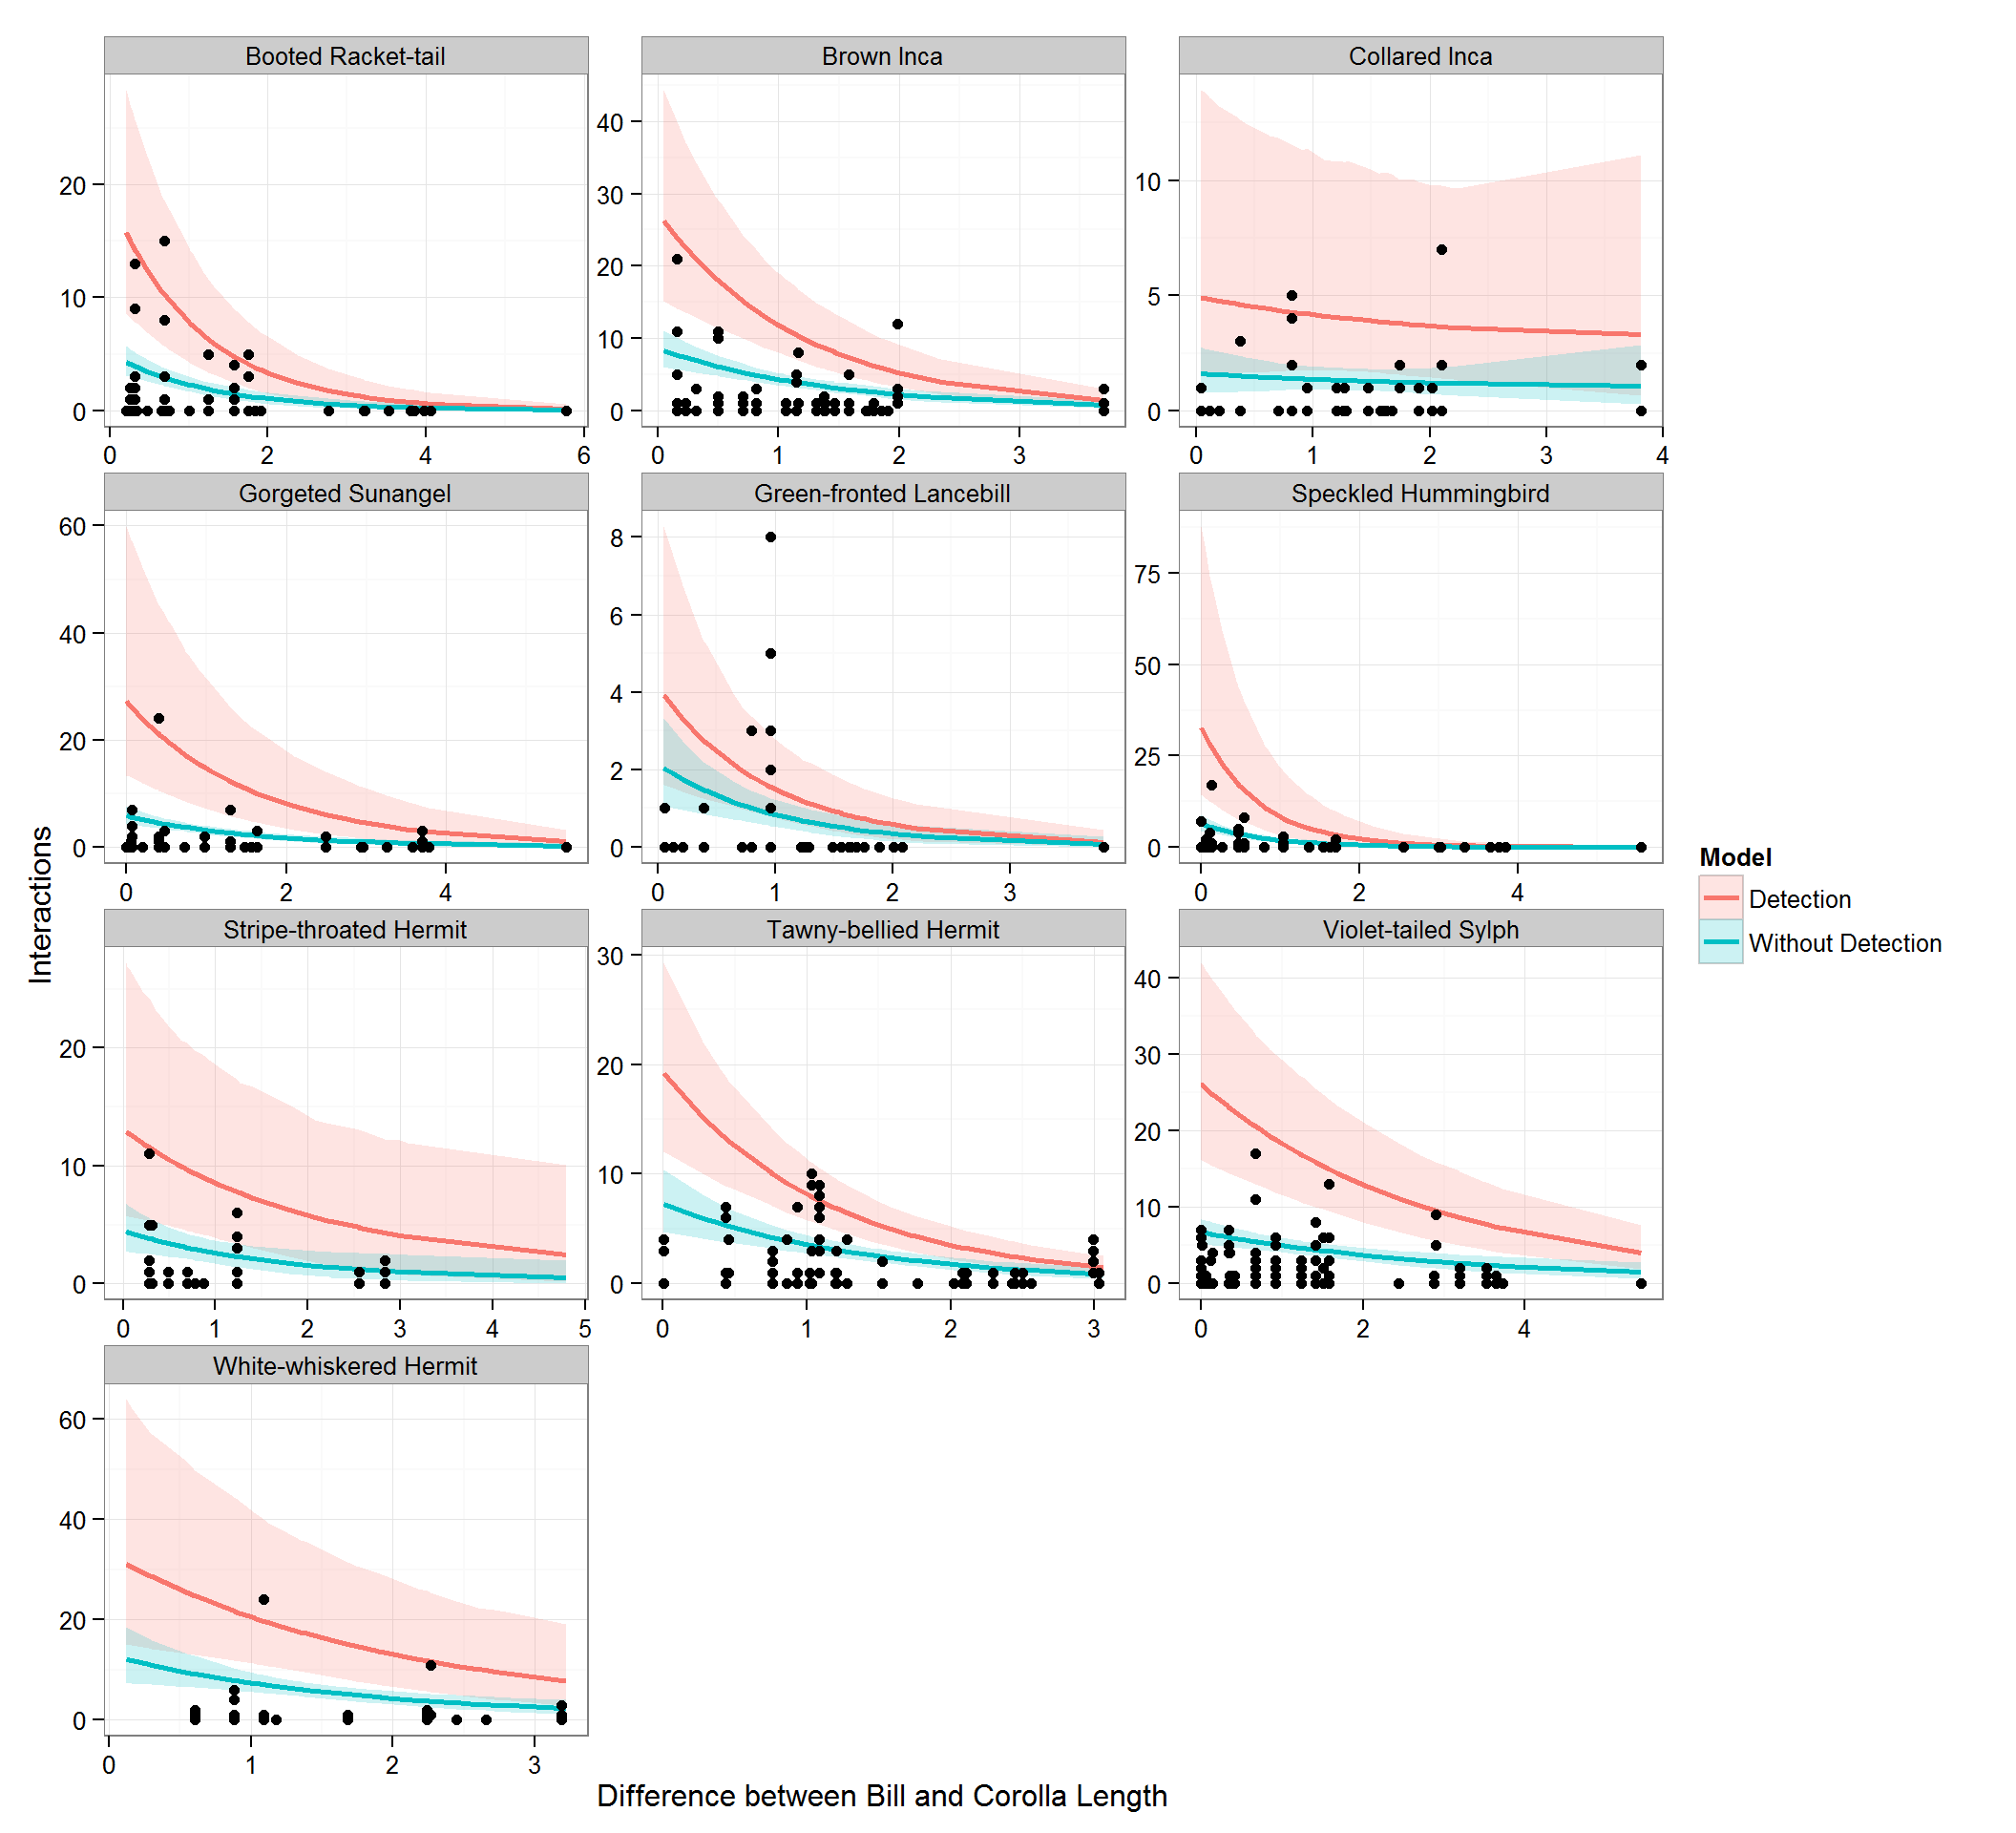 Booted Racket-tail Brown Inca Collared Inca
20 10 0 40 30 20 10 0 10 5 0
0 2 4 6 0 1 2 3 0 1 2 3 4
Gorgeted Sunangel Green-fronted Lancebill Speckled Hummingbird
60 40 20 0 8 6 4 2 0 75 50 25 0
0 2 4 0 1 2 3 0 2 4
Stripe-throated Hermit Tawny-bellied Hermit Violet-tailed Sylph
20 10 0 30 20 10 0 40 30 20 10 0
0 1 2 3 4 5 0 1 2 3 0 2 4
White-whiskered Hermit
60 40 20 0
0 1 2 3
Interactions
Difference between Bill and Corolla Length
Model
Detection
Without Detection